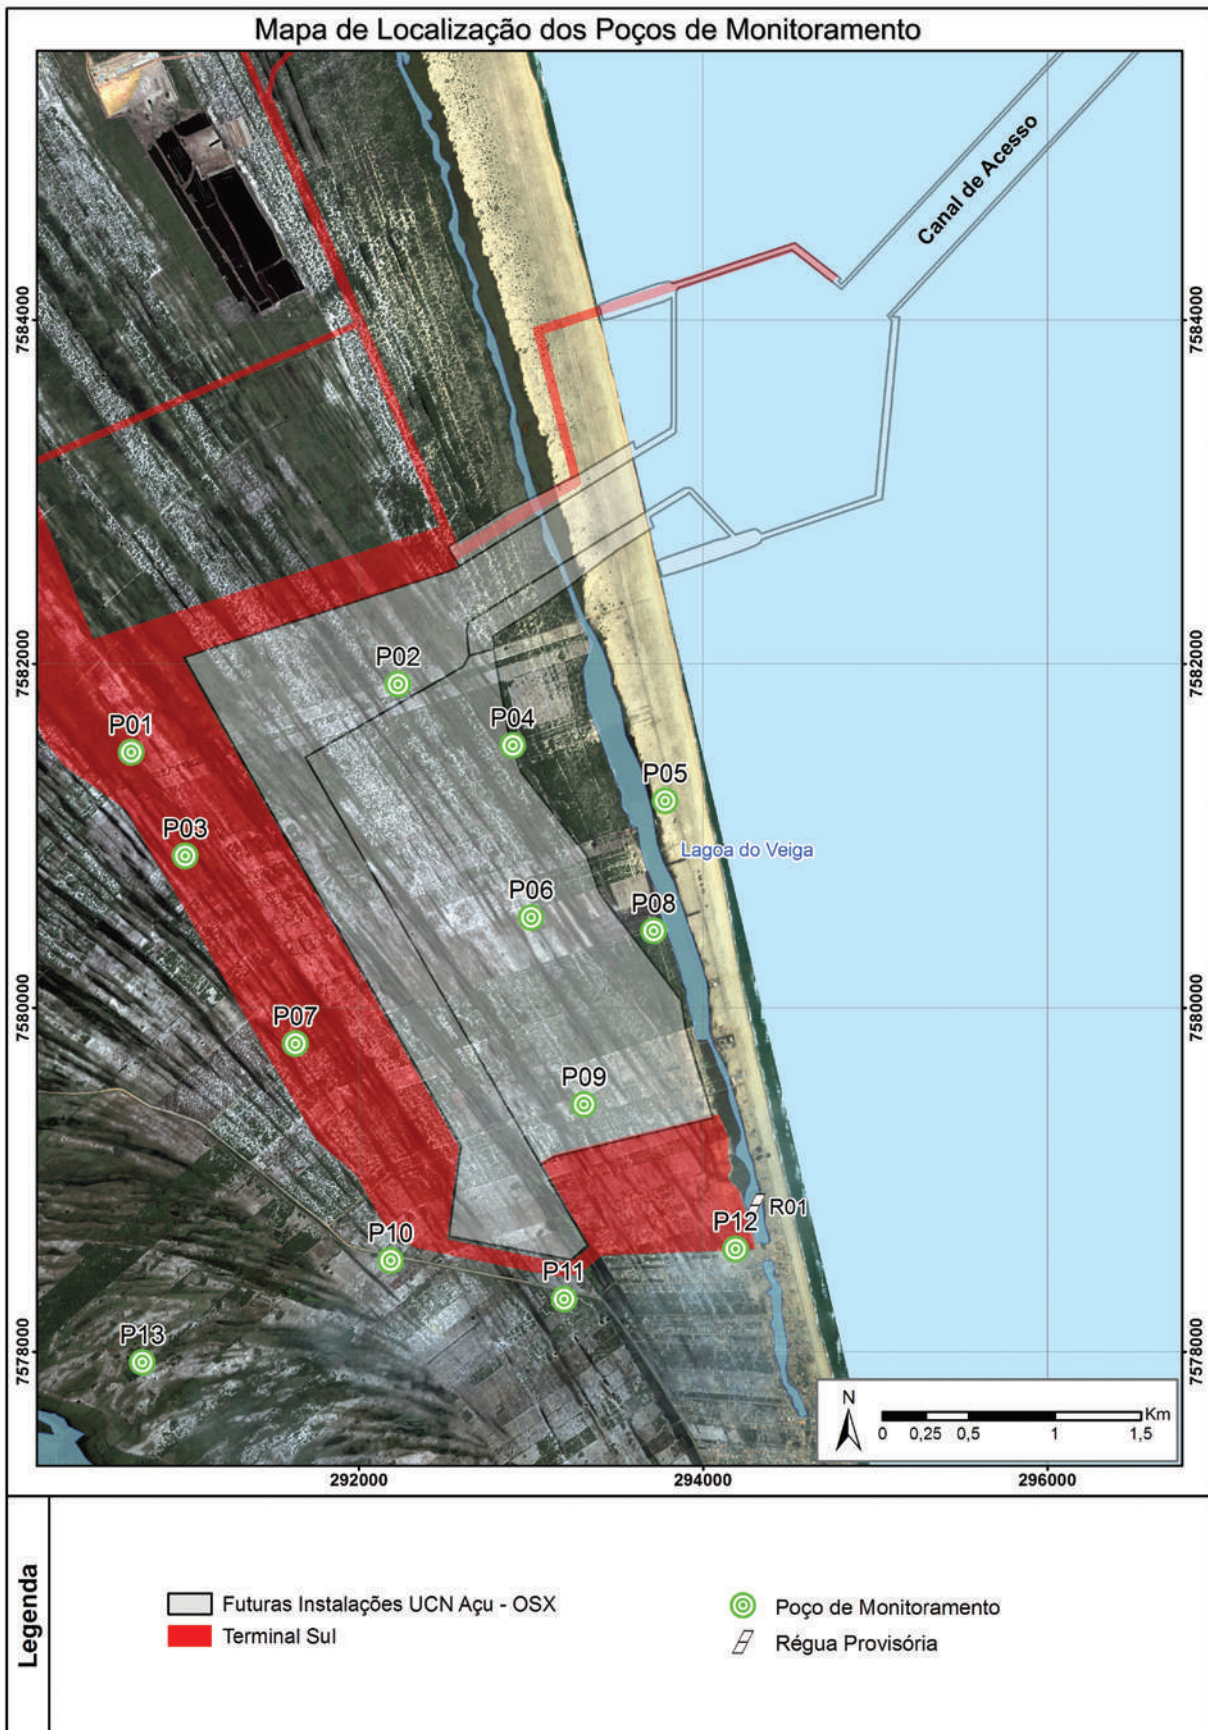 Mapa de Localização dos Poços de Monitoramento
Canal de Acesso
7584000
7584000
7582000
7582000
P02
P01
P04
P05
P03
Lagoa do Veiga
P06
P08
7580000
7580000
P07
P09
R01
P12
P10
P11
P13
7578000
7578000
N
Km
0 0,25 0,5 1 1,5
292000 294000 296000
Legenda
Futuras Instalações UCN Açu - OSX
Terminal Sul
Poço de Monitoramento
Régua Provisória